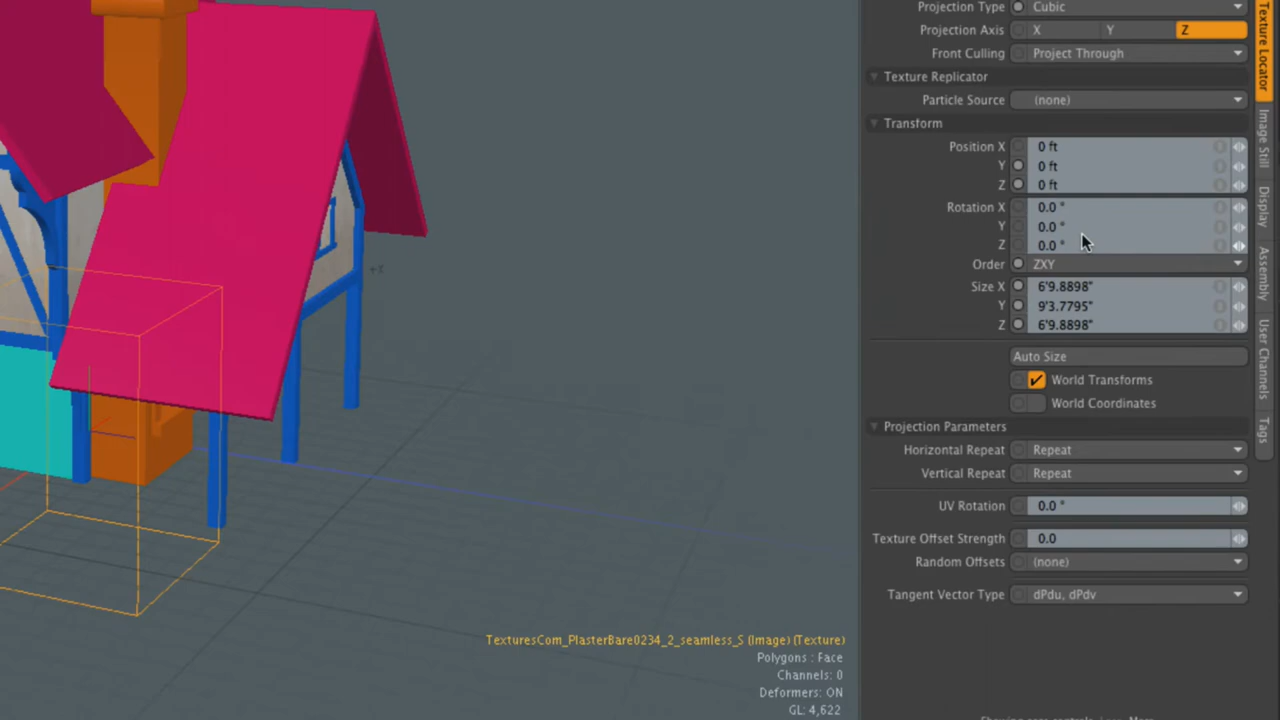 Projection Type Cubic
Projection Axis X Y Z
Front Culling Project Through
Texture Replicator
Particle Source (none)
Transform
Position X 0 ft
Y 0 ft
Z 0 ft
Rotation X 0.0 °
Y 0.0 °
Z 0.0 °
Order ZXY
Size X 6'9.8898"
Y 9'3.7795"
Z 6'9.8898"
Auto Size
World Transforms
World Coordinates
Projection Parameters
Horizontal Repeat Repeat
Vertical Repeat Repeat
UV Rotation 0.0 °
Texture Offset Strength 0.0
Random Offsets (none)
Tangent Vector Type dPdu, dPdv
Texture Locator
Image Still
Display
Assembly
User Channels
Tags
TexturesCom_PlasterBare0234_2_seamless_S (Image) (Texture)
Polygons : Face
Channels: 0
Deformers: ON
GL: 4,622